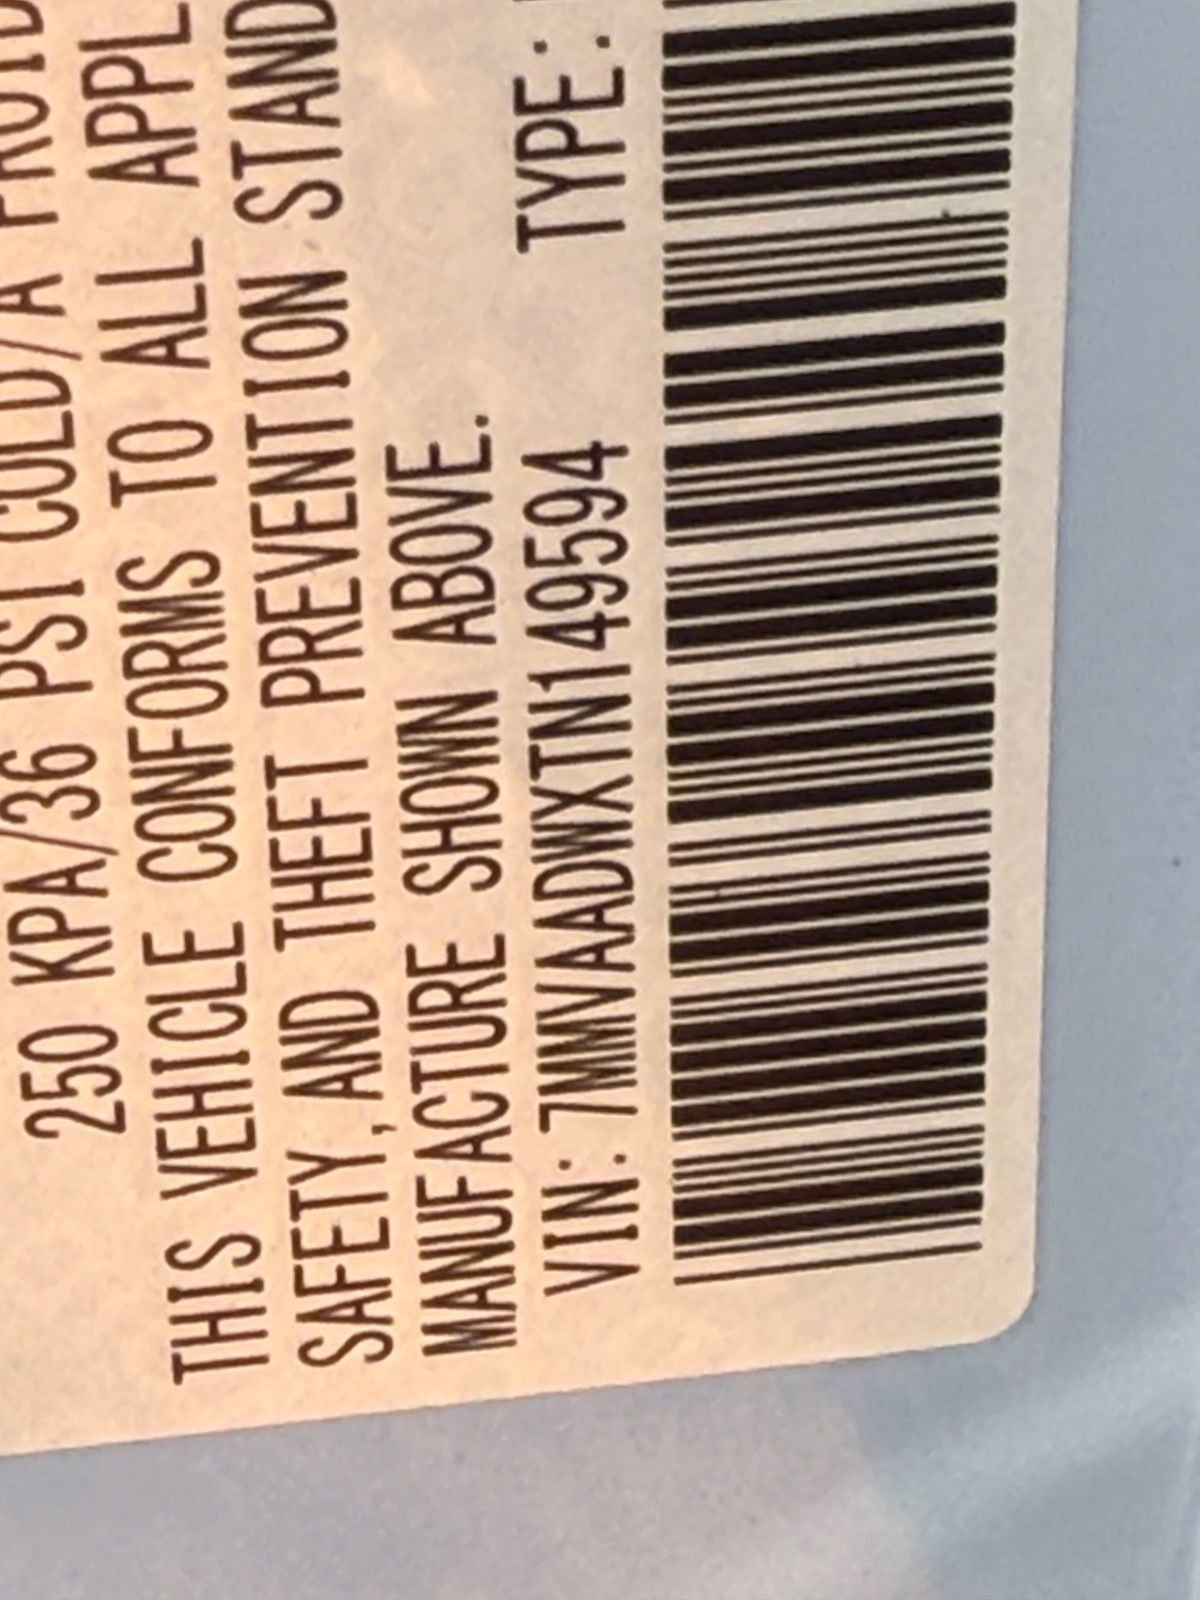 250 KPA/36 PSI COLD/A FRO
THIS VEHICLE CONFORMS TO ALL APPL
SAFETY,AND THEFT PREVENTION STAND
MANUFACTURE SHOWN ABOVE.
VIN:7MMVAADWXTN149594 TYPE: